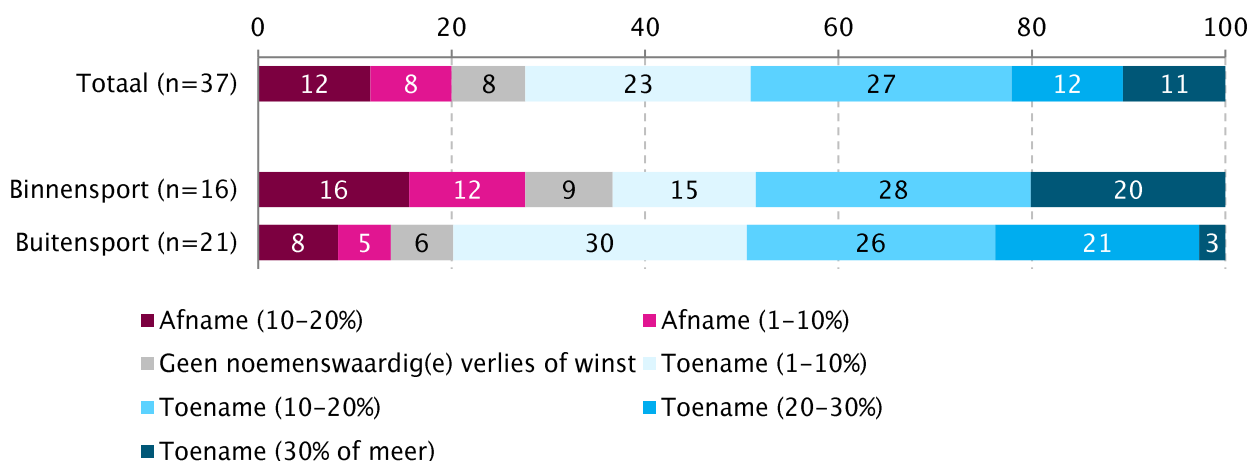 0 20 40 60 80 100
Totaal (n=37) 12 8 8 23 27 12 11
Binnensport (n=16) 16 12 9 15 28 20
Buitensport (n=21) 8 5 6 30 26 21 3
Afname (10-20%) Afname (1-10%)
Geen noemenswaardig(e) verlies of winst Toename (1-10%)
Toename (10-20%) Toename (20-30%)
Toename (30% of meer)